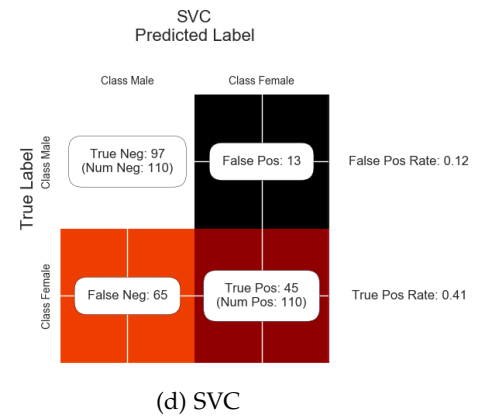 SVC
Predicted Label
Class Male
Class Female
True Label
Class Male
True Neg: 97
(Num Neg: 110)
False Pos: 13
False Pos Rate: 0.12
Class Female
False Neg: 65
True Pos: 45
(Num Pos: 110)
True Pos Rate: 0.41
(d) SVC